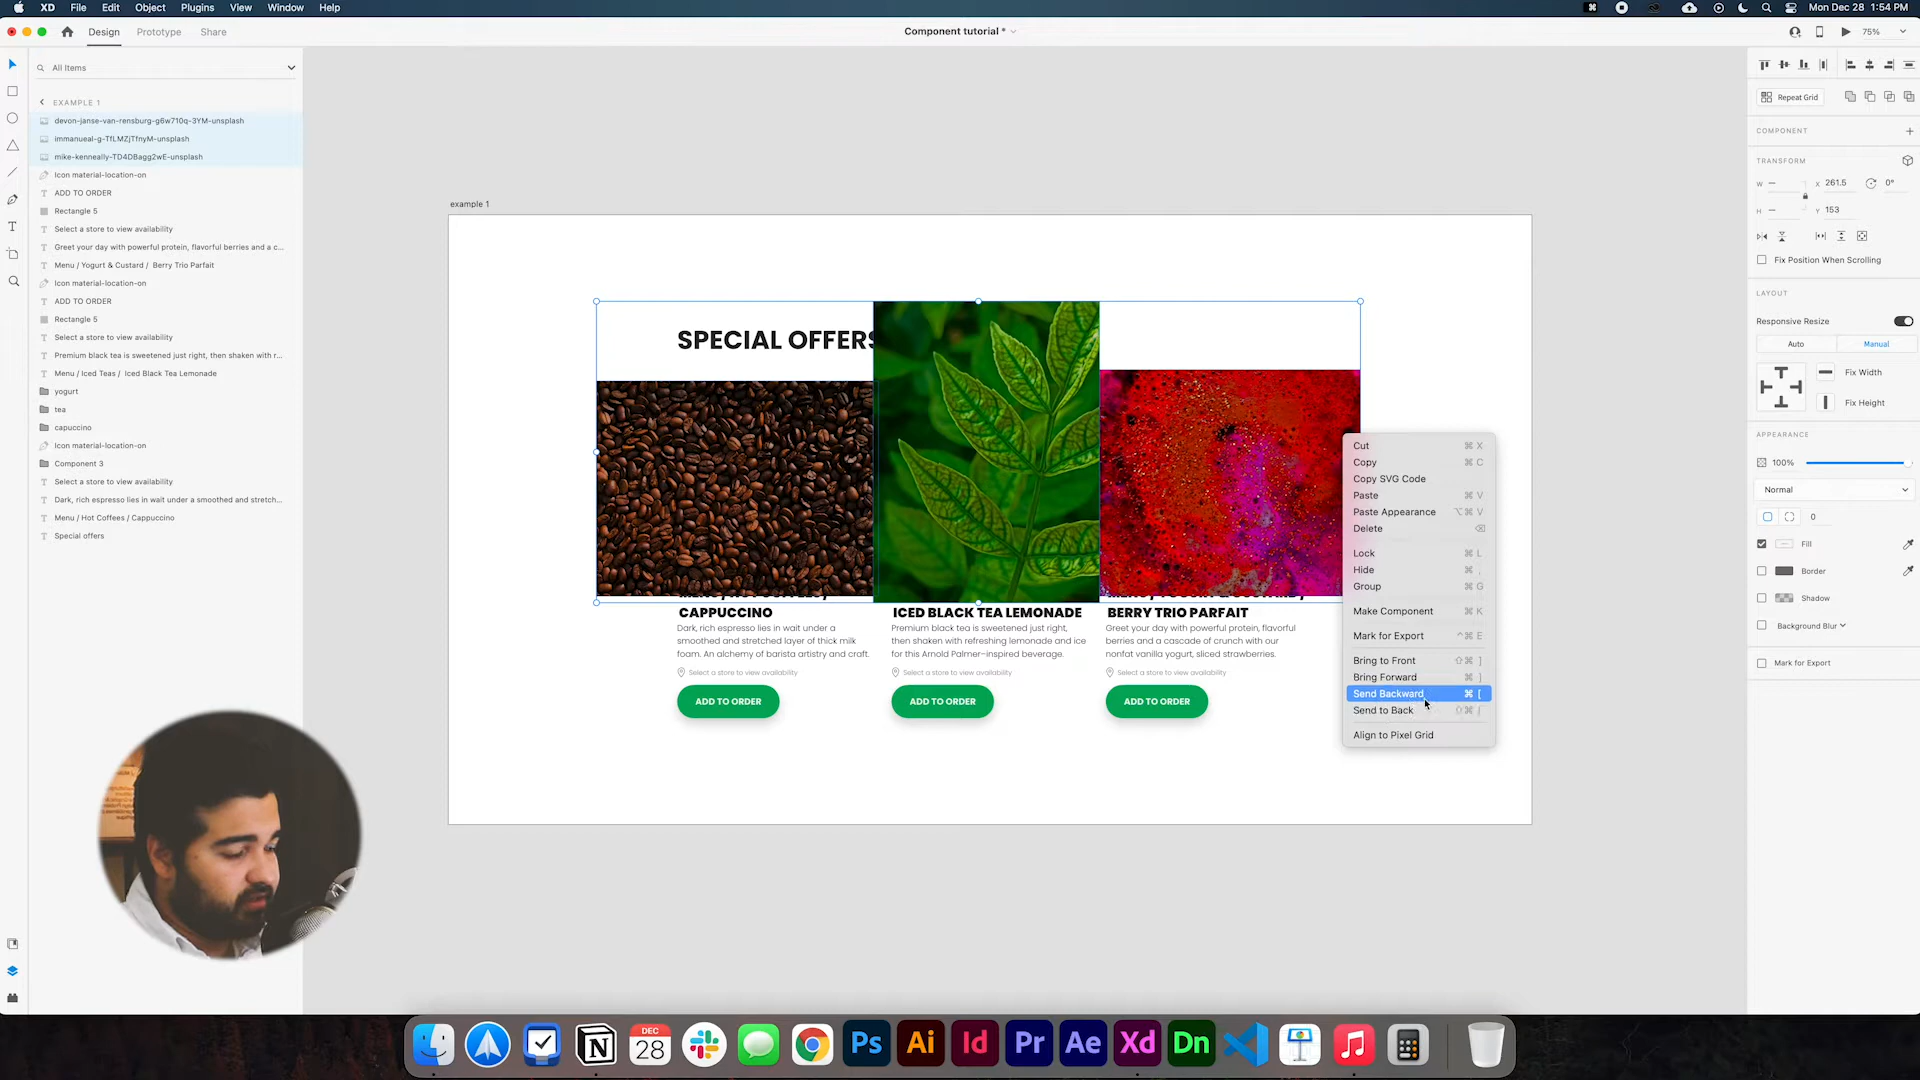 XD File Edit Object Plugins View Window Help
Mon Dec 28 1:54 PM
Design Prototype Share
Component tutorial *
75%
All Items
EXAMPLE 1
devon-janse-van-rensburg-g6w710q-3YM-unsplash
immanueal-g-TfLMZjTfnyM-unsplash
mike-kenneally-TD4DBagg2wE-unsplash
Icon material-location-on
ADD TO ORDER
Rectangle 5
Select a store to view availability
Greet your day with powerful protein, flavorful berries and a c...
Menu / Yogurt & Custard / Berry Trio Parfait
Icon material-location-on
ADD TO ORDER
Rectangle 5
Select a store to view availability
Premium black tea is sweetened just right, then shaken with r...
Menu / Iced Teas / Iced Black Tea Lemonade
yogurt
tea
capuccino
Icon material-location-on
Component 3
Select a store to view availability
Dark, rich espresso lies in wait under a smoothed and stretch...
Menu / Hot Coffees / Cappuccino
Special offers
example 1
SPECIAL OFFERS
CAPPUCCINO
Dark, rich espresso lies in wait under a
smoothed and stretched layer of thick milk
foam. An alchemy of barista artistry and craft.
Select a store to view availability
ADD TO ORDER
ICED BLACK TEA LEMONADE
Premium black tea is sweetened just right,
then shaken with refreshing lemonade and ice
for this Arnold Palmer–inspired beverage.
Select a store to view availability
ADD TO ORDER
BERRY TRIO PARFAIT
Greet your day with powerful protein, flavorful
berries and a cascade of crunch with our
nonfat vanilla yogurt, sliced strawberries.
Select a store to view availability
ADD TO ORDER
Cut ⌘ X
Copy ⌘ C
Copy SVG Code
Paste ⌘ V
Paste Appearance ⌥⌘ V
Delete ⌫
Lock ⌘ L
Hide ⌘ ,
Group ⌘ G
Make Component ⌘ K
Mark for Export ^⌘ E
Bring to Front ⇧⌘ ]
Bring Forward ⌘ ]
Send Backward ⌘ [
Send to Back ⇧⌘ [
Align to Pixel Grid
Repeat Grid
COMPONENT
TRANSFORM
W X 261.5 0°
H Y 153
Fix Position When Scrolling
LAYOUT
Responsive Resize
Auto Manual
Fix Width
Fix Height
APPEARANCE
100%
Normal
0
Fill
Border
Shadow
Background Blur
Mark for Export
DEC
28
Ps Ai Id Pr Ae Xd Dn